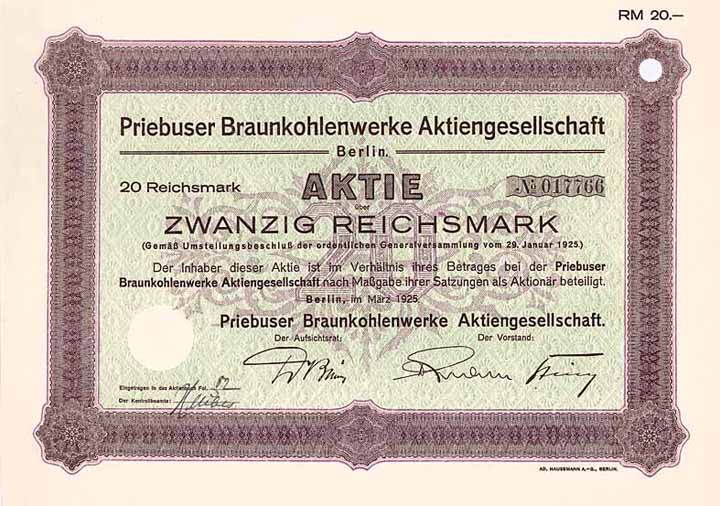 RM 20.—
Priebuser Braunkohlenwerke Aktiengesellschaft
Berlin.
20 Reichsmark AKTIE No 017766
über
ZWANZIG REICHSMARK
(Gemäß Umstellungsbeschluß der ordentlichen Generalversammlung vom 29. Januar 1925.)
Der Inhaber dieser Aktie ist im Verhältnis ihres Betrages bei der Priebuser
Braunkohlenwerke Aktiengesellschaft nach Maßgabe ihrer Satzungen als Aktionär beteiligt.
Berlin, im März 1925.
Priebuser Braunkohlenwerke Aktiengesellschaft.
Der Aufsichtsrat: Der Vorstand:
Eingetragen in das Aktienbuch Fol.
Der Kontrollbeamte:
AD. HAUSSMANN A.-G., BERLIN.
20